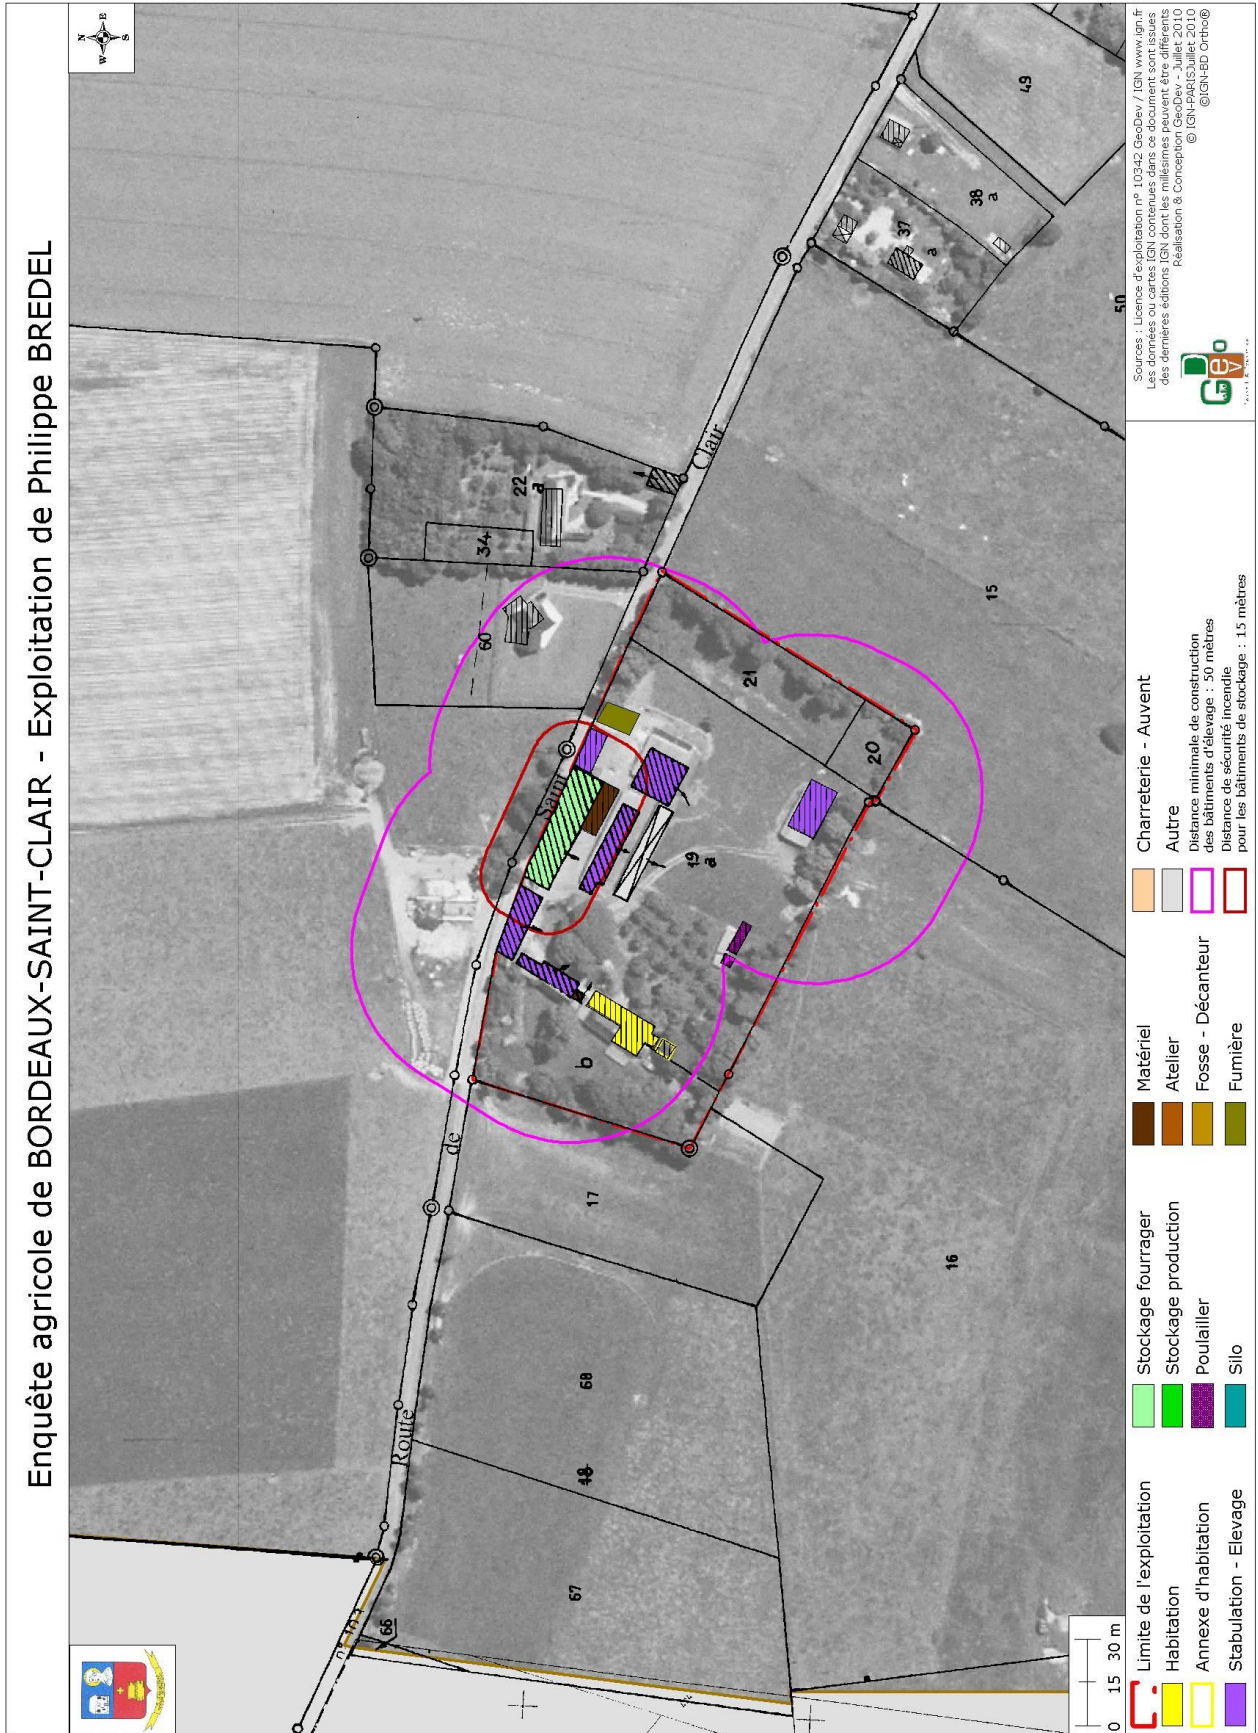 Enquête agricole de BORDEAUX-SAINT-CLAIR - Exploitation de Philippe BREDEL
N
W E
S
66
67
48
68
Route
de
Saint
Clair
17
16
b
19
a
60
34
22
a
21
20
15
37
a
38
a
49
50
0 15 30 m
Limite de l'exploitation
Habitation
Annexe d'habitation
Stabulation - Elevage
Stockage fourrager
Stockage production
Poulailler
Silo
Matériel
Atelier
Fosse - Décanteur
Fumière
Charreterie - Auvent
Autre
Distance minimale de construction
des bâtiments d'élevage : 50 mètres
Distance de sécurité incendie
pour les bâtiments de stockage : 15 mètres
Sources : Licence d'exploitation n° 10342 GeoDev / IGN www.ign.fr
Les données ou cartes IGN contenues dans ce document sont issues
des dernières éditions IGN dont les millésimes peuvent être différents
Réalisation & Conception GeoDev - Juillet 2010
© IGN-PARIS Juillet 2010
©IGN-BD Ortho®
GeoDev